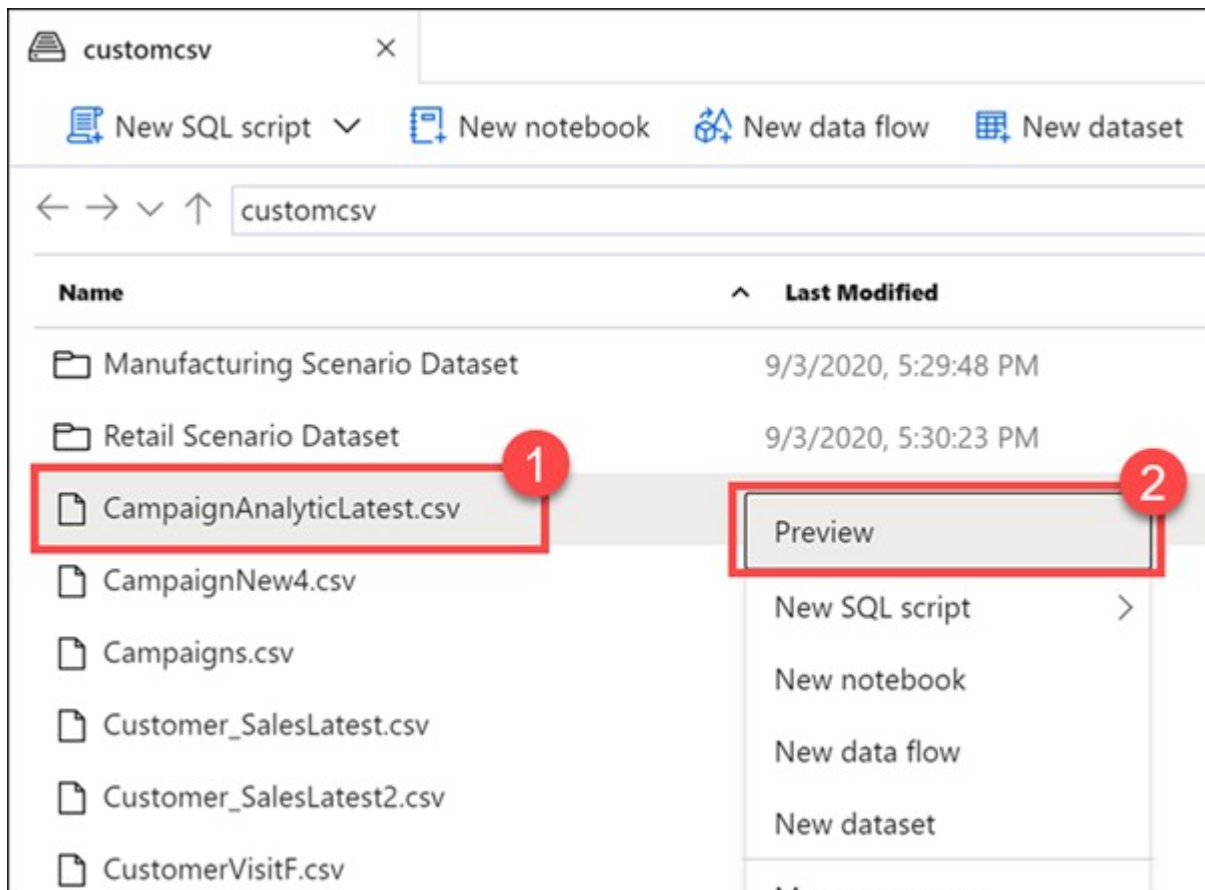 customcsv
New SQL script New notebook New data flow New dataset
customcsv
Name Last Modified
Manufacturing Scenario Dataset 9/3/2020, 5:29:48 PM
Retail Scenario Dataset 9/3/2020, 5:30:23 PM
1
2
CampaignAnalyticLatest.csv
Preview
CampaignNew4.csv
New SQL script
Campaigns.csv
New notebook
Customer_SalesLatest.csv
New data flow
Customer_SalesLatest2.csv
New dataset
CustomerVisitF.csv